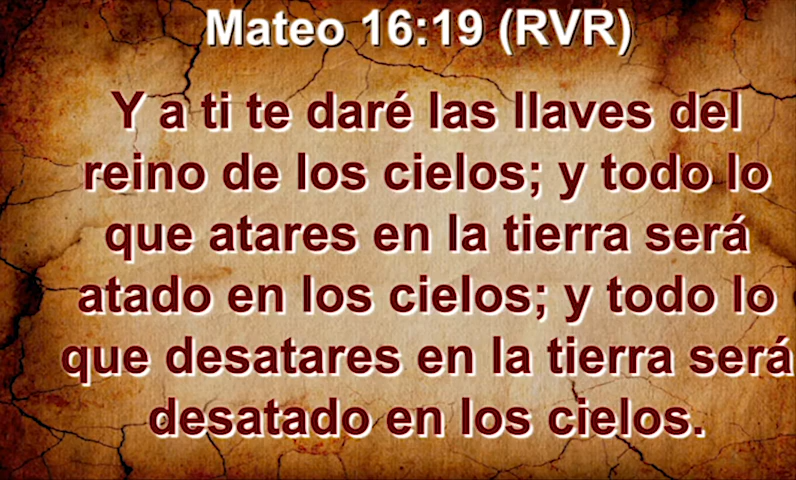 Mateo 16:19 (RVR)
Y a ti te daré las llaves del
reino de los cielos; y todo lo
que atares en la tierra será
atado en los cielos; y todo lo
que desatares en la tierra será
desatado en los cielos.